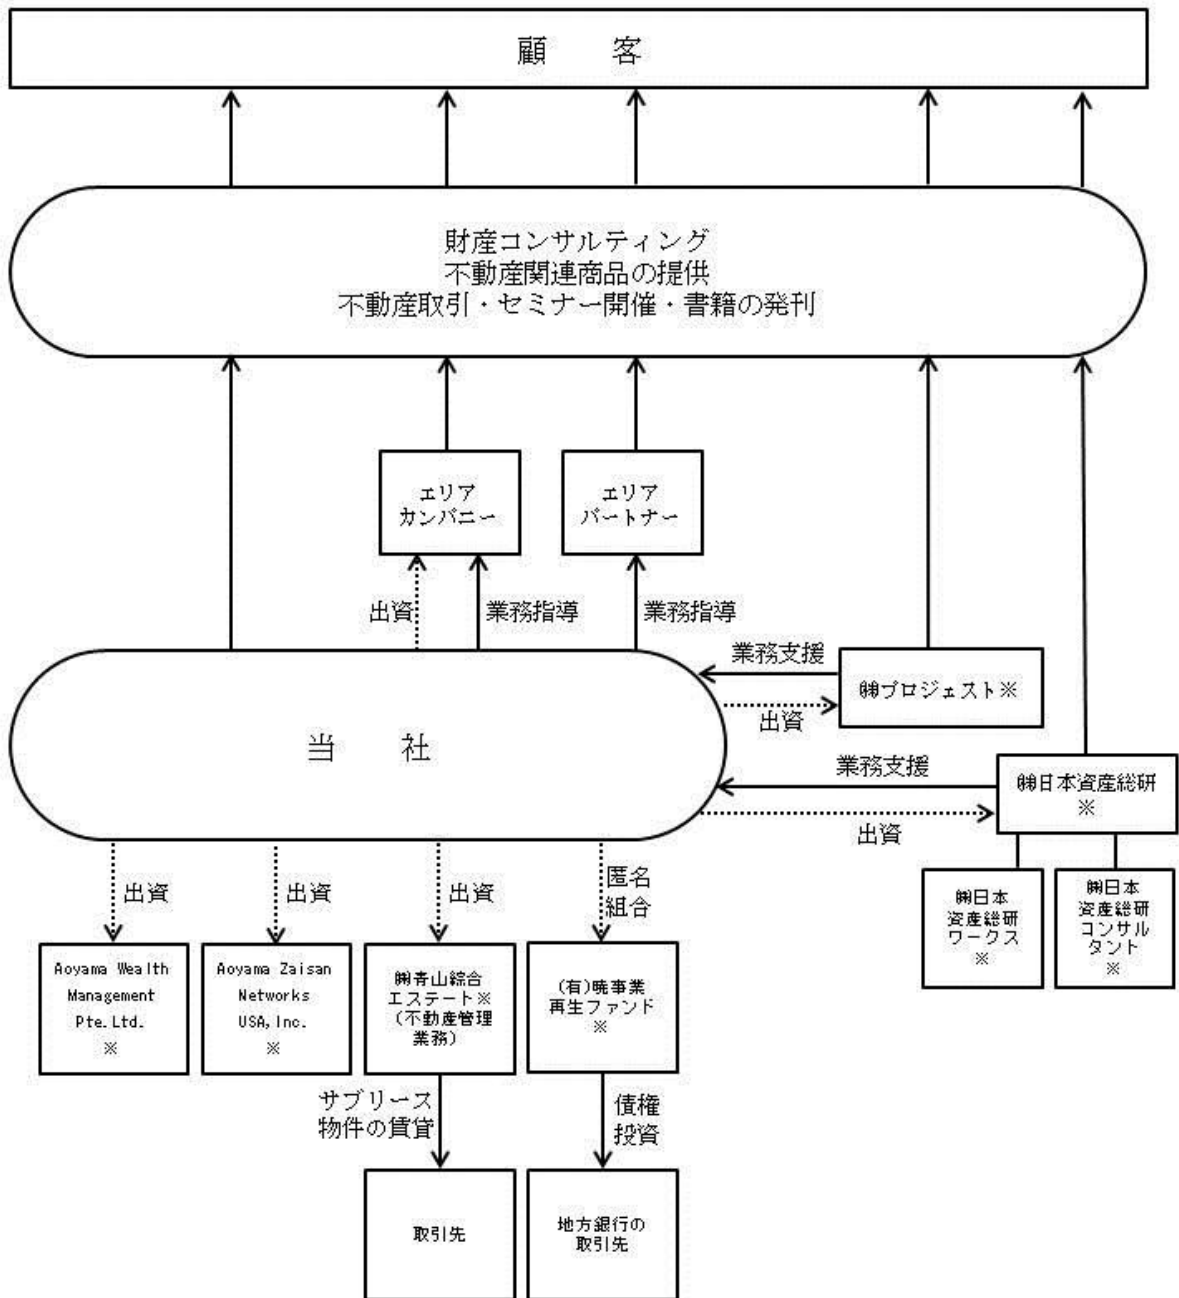 顧　　客
財産コンサルティング
不動産関連商品の提供
不動産取引・セミナー開催・書籍の発刊
エリア
カンパニー
エリア
パートナー
出資
業務指導
業務指導
業務支援
㈱プロジェスト※
出資
当　　社
業務支援
㈱日本資産総研
※
出資
㈱日本
資産総研
ワークス
※
㈱日本
資産総研
コンサル
タント
※
出資
出資
出資
匿名
組合
Aoyama Wealth
Management
Pte.Ltd.
※
Aoyama Zaisan
Networks
USA,Inc.
※
㈱青山綜合
エステート※
(不動産管理
業務)
(有)暁事業
再生ファンド
※
サブリース
物件の賃貸
債権
投資
取引先
地方銀行の
取引先